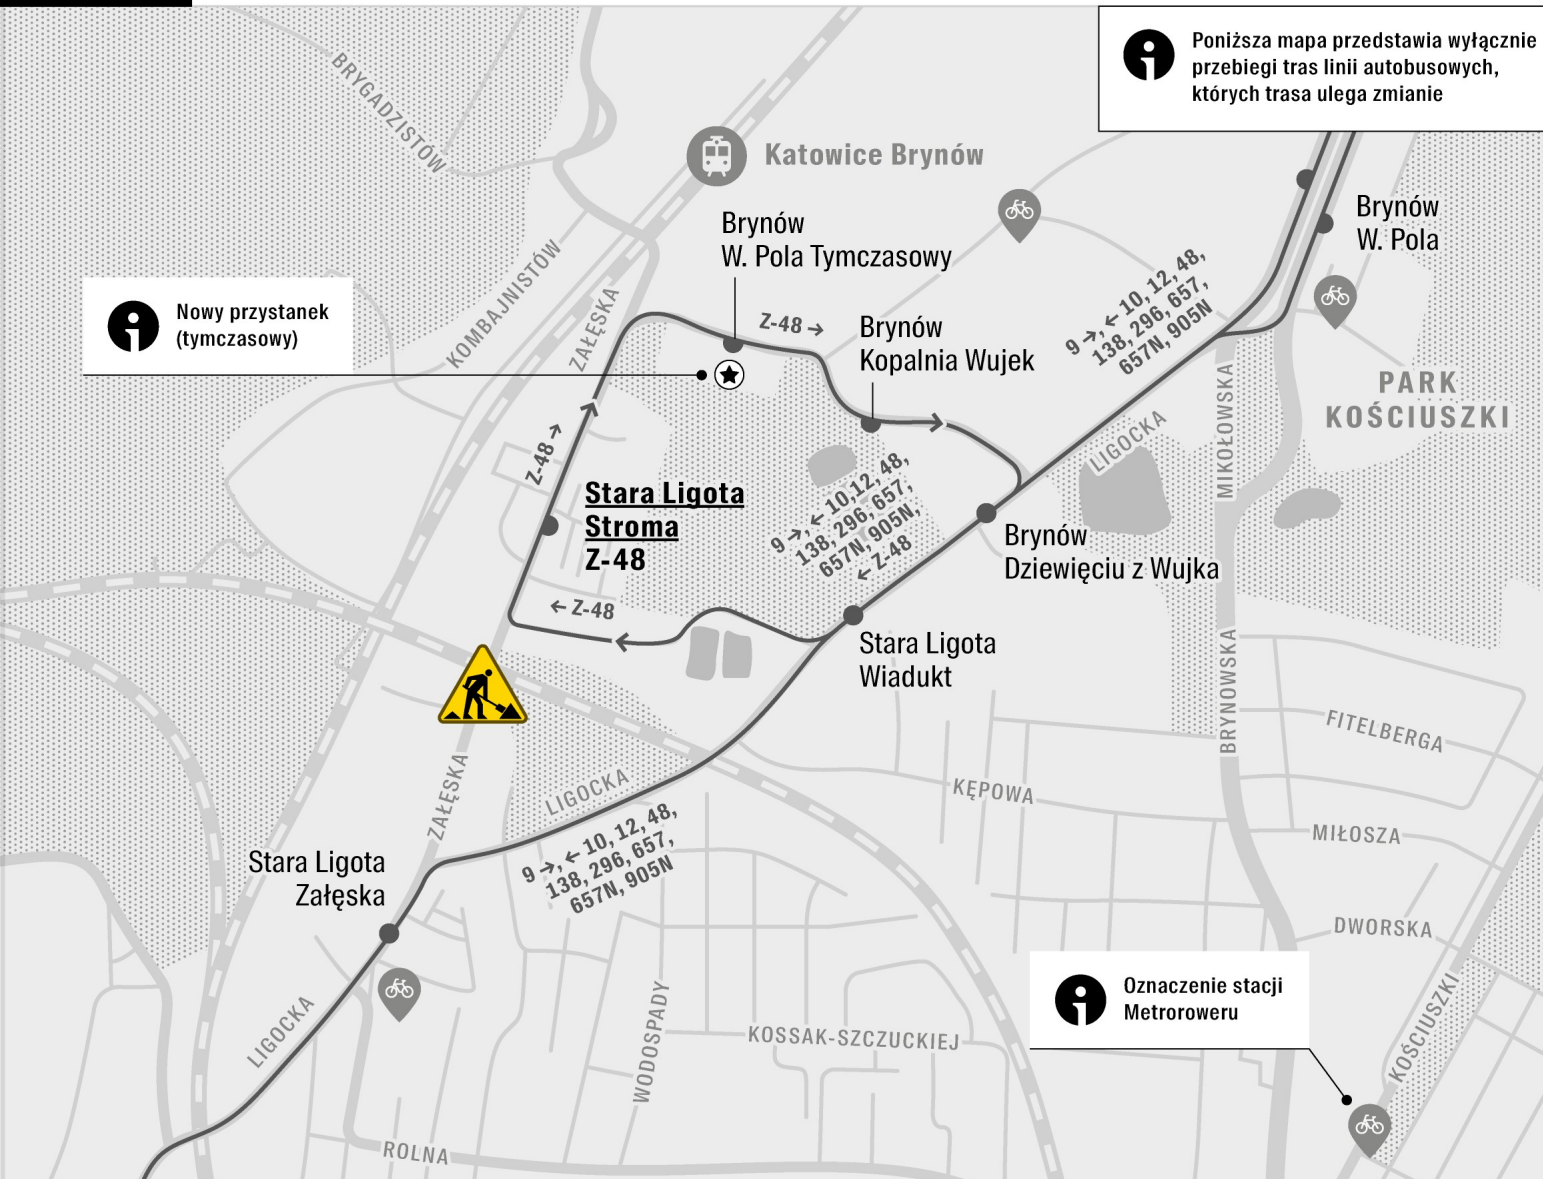 Poniższa mapa przedstawia wyłącznie
przebiegi tras linii autobusowych,
których trasa ulega zmianie
BRYGADZISTÓW
Katowice Brynów
Brynów
W. Pola
Brynów
W. Pola Tymczasowy
KOMBAJNISTÓW
ZAŁĘSKA
Nowy przystanek
(tymczasowy)
Z-48 →
Brynów
Kopalnia Wujek
9 →, ← 10, 12, 48,
138, 296, 657,
657N, 905N
PARK
KOŚCIUSZKI
MIKOŁOWSKA
LIGOCKA
Z-48 →
Stara Ligota
Stroma
Z-48
9 →, ← 10,12, 48,
138, 296, 657,
657N, 905N,
← Z-48
Brynów
Dziewięciu z Wujka
← Z-48
Stara Ligota
Wiadukt
BRYNOWSKA
FITELBERGA
ZAŁĘSKA
LIGOCKA
KĘPOWA
MIŁOSZA
9 →, ← 10, 12, 48,
138, 296, 657,
657N, 905N
Stara Ligota
Załęska
DWORSKA
Oznaczenie stacji
Metroroweru
LIGOCKA
WODOSPADY
KOSSAK-SZCZUCKIEJ
KOŚCIUSZKI
ROLNA